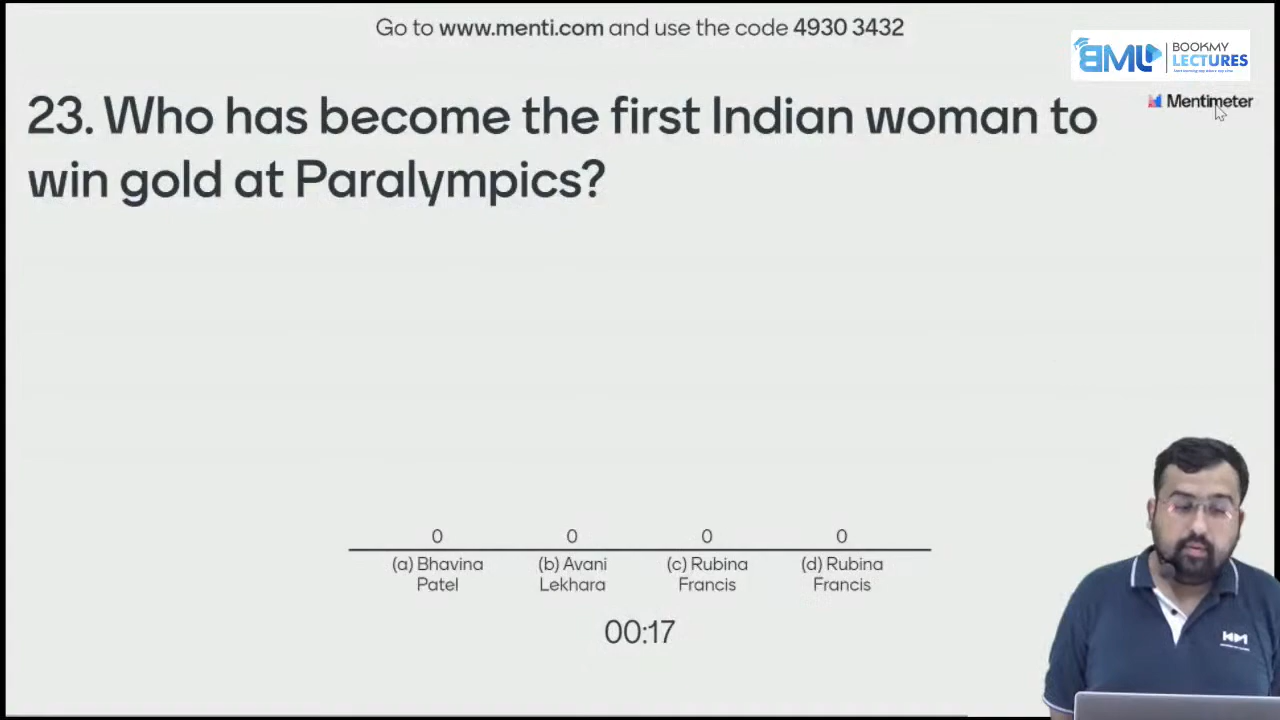 Go to www.menti.com and use the code 4930 3432
BML BOOKMY
LECTURES
Mentimeter
23. Who has become the first Indian woman to
win gold at Paralympics?
0 0 0 0
(a) Bhavina (b) Avani (c) Rubina (d) Rubina
Patel Lekhara Francis Francis
00:17